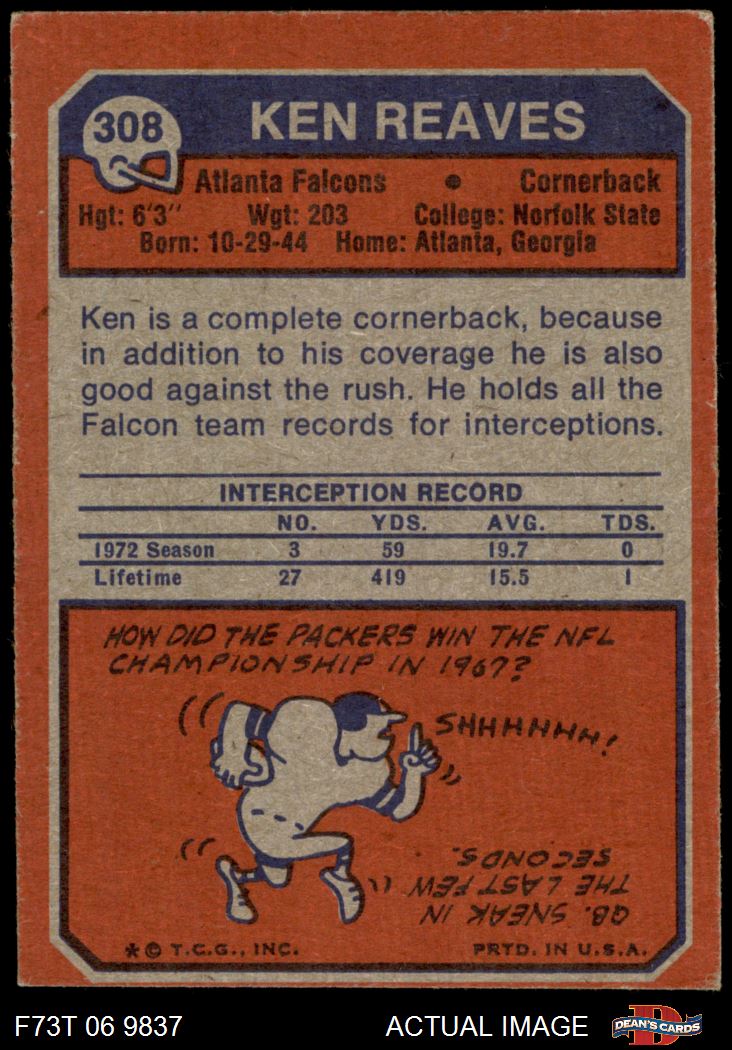 308
KEN REAVES
Atlanta Falcons • Cornerback
Hgt: 6'3" Wgt: 203 College: Norfolk State
Born: 10-29-44 Home: Atlanta, Georgia
Ken is a complete cornerback, because
in addition to his coverage he is also
good against the rush. He holds all the
Falcon team records for interceptions.
INTERCEPTION RECORD
NO. YDS. AVG. TDS.
1972 Season 3 59 19.7 0
Lifetime 27 419 15.5 1
HOW DID THE PACKERS WIN THE NFL
CHAMPIONSHIP IN 1967?
SHHHHHH!
QB. SNEAK IN
THE LAST FEW
SECONDS.
* © T.C.G., INC. PRTD. IN U.S.A.
F73T 06 9837 ACTUAL IMAGE
D
DEAN'S CARDS